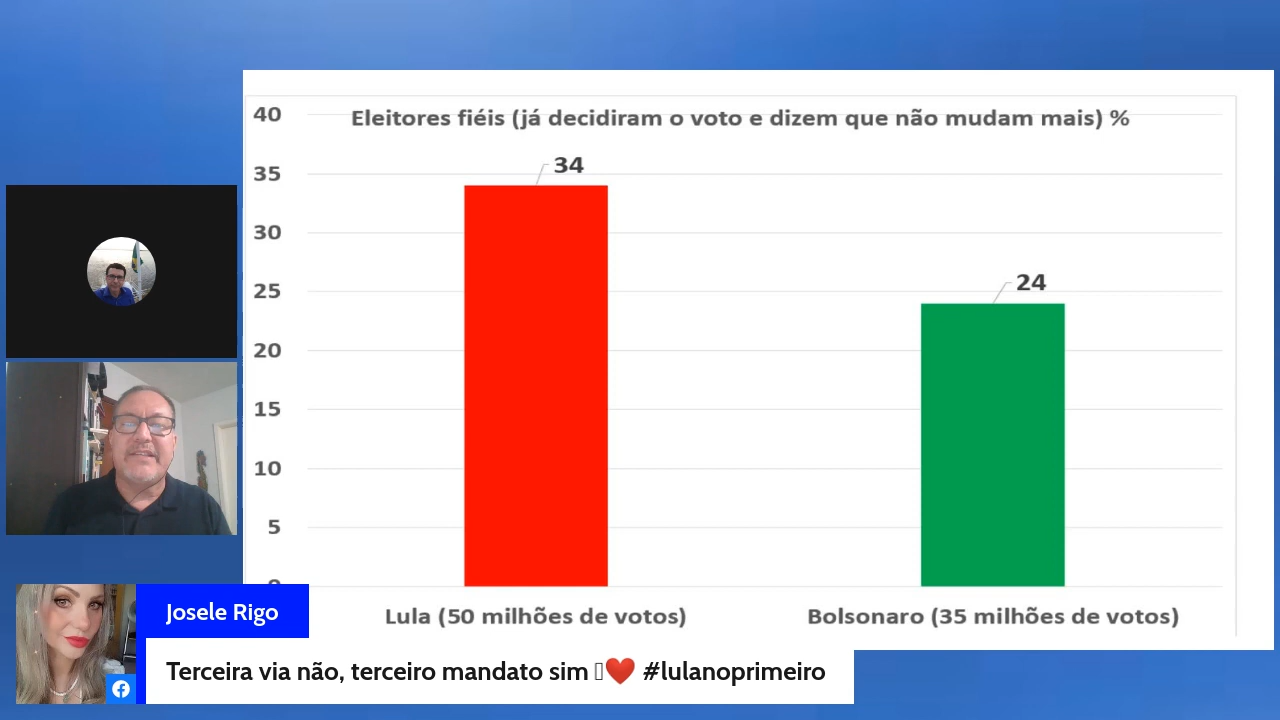 Eleitores fiéis (já decidiram o voto e dizem que não mudam mais) %
40
35
30
25
20
15
10
5
0
34
24
Lula (50 milhões de votos)
Bolsonaro (35 milhões de votos)
Josele Rigo
Terceira via não, terceiro mandato sim ▯❤️ #lulanoprimeiro